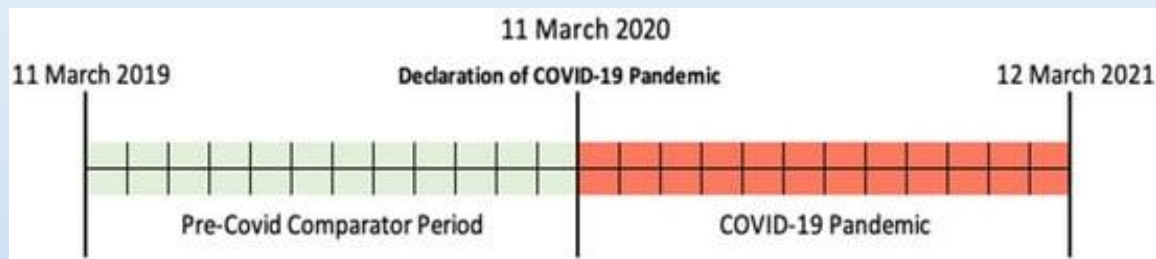 11 March 2020
11 March 2019 Declaration of COVID-19 Pandemic 12 March 2021
Pre-Covid Comparator Period COVID-19 Pandemic